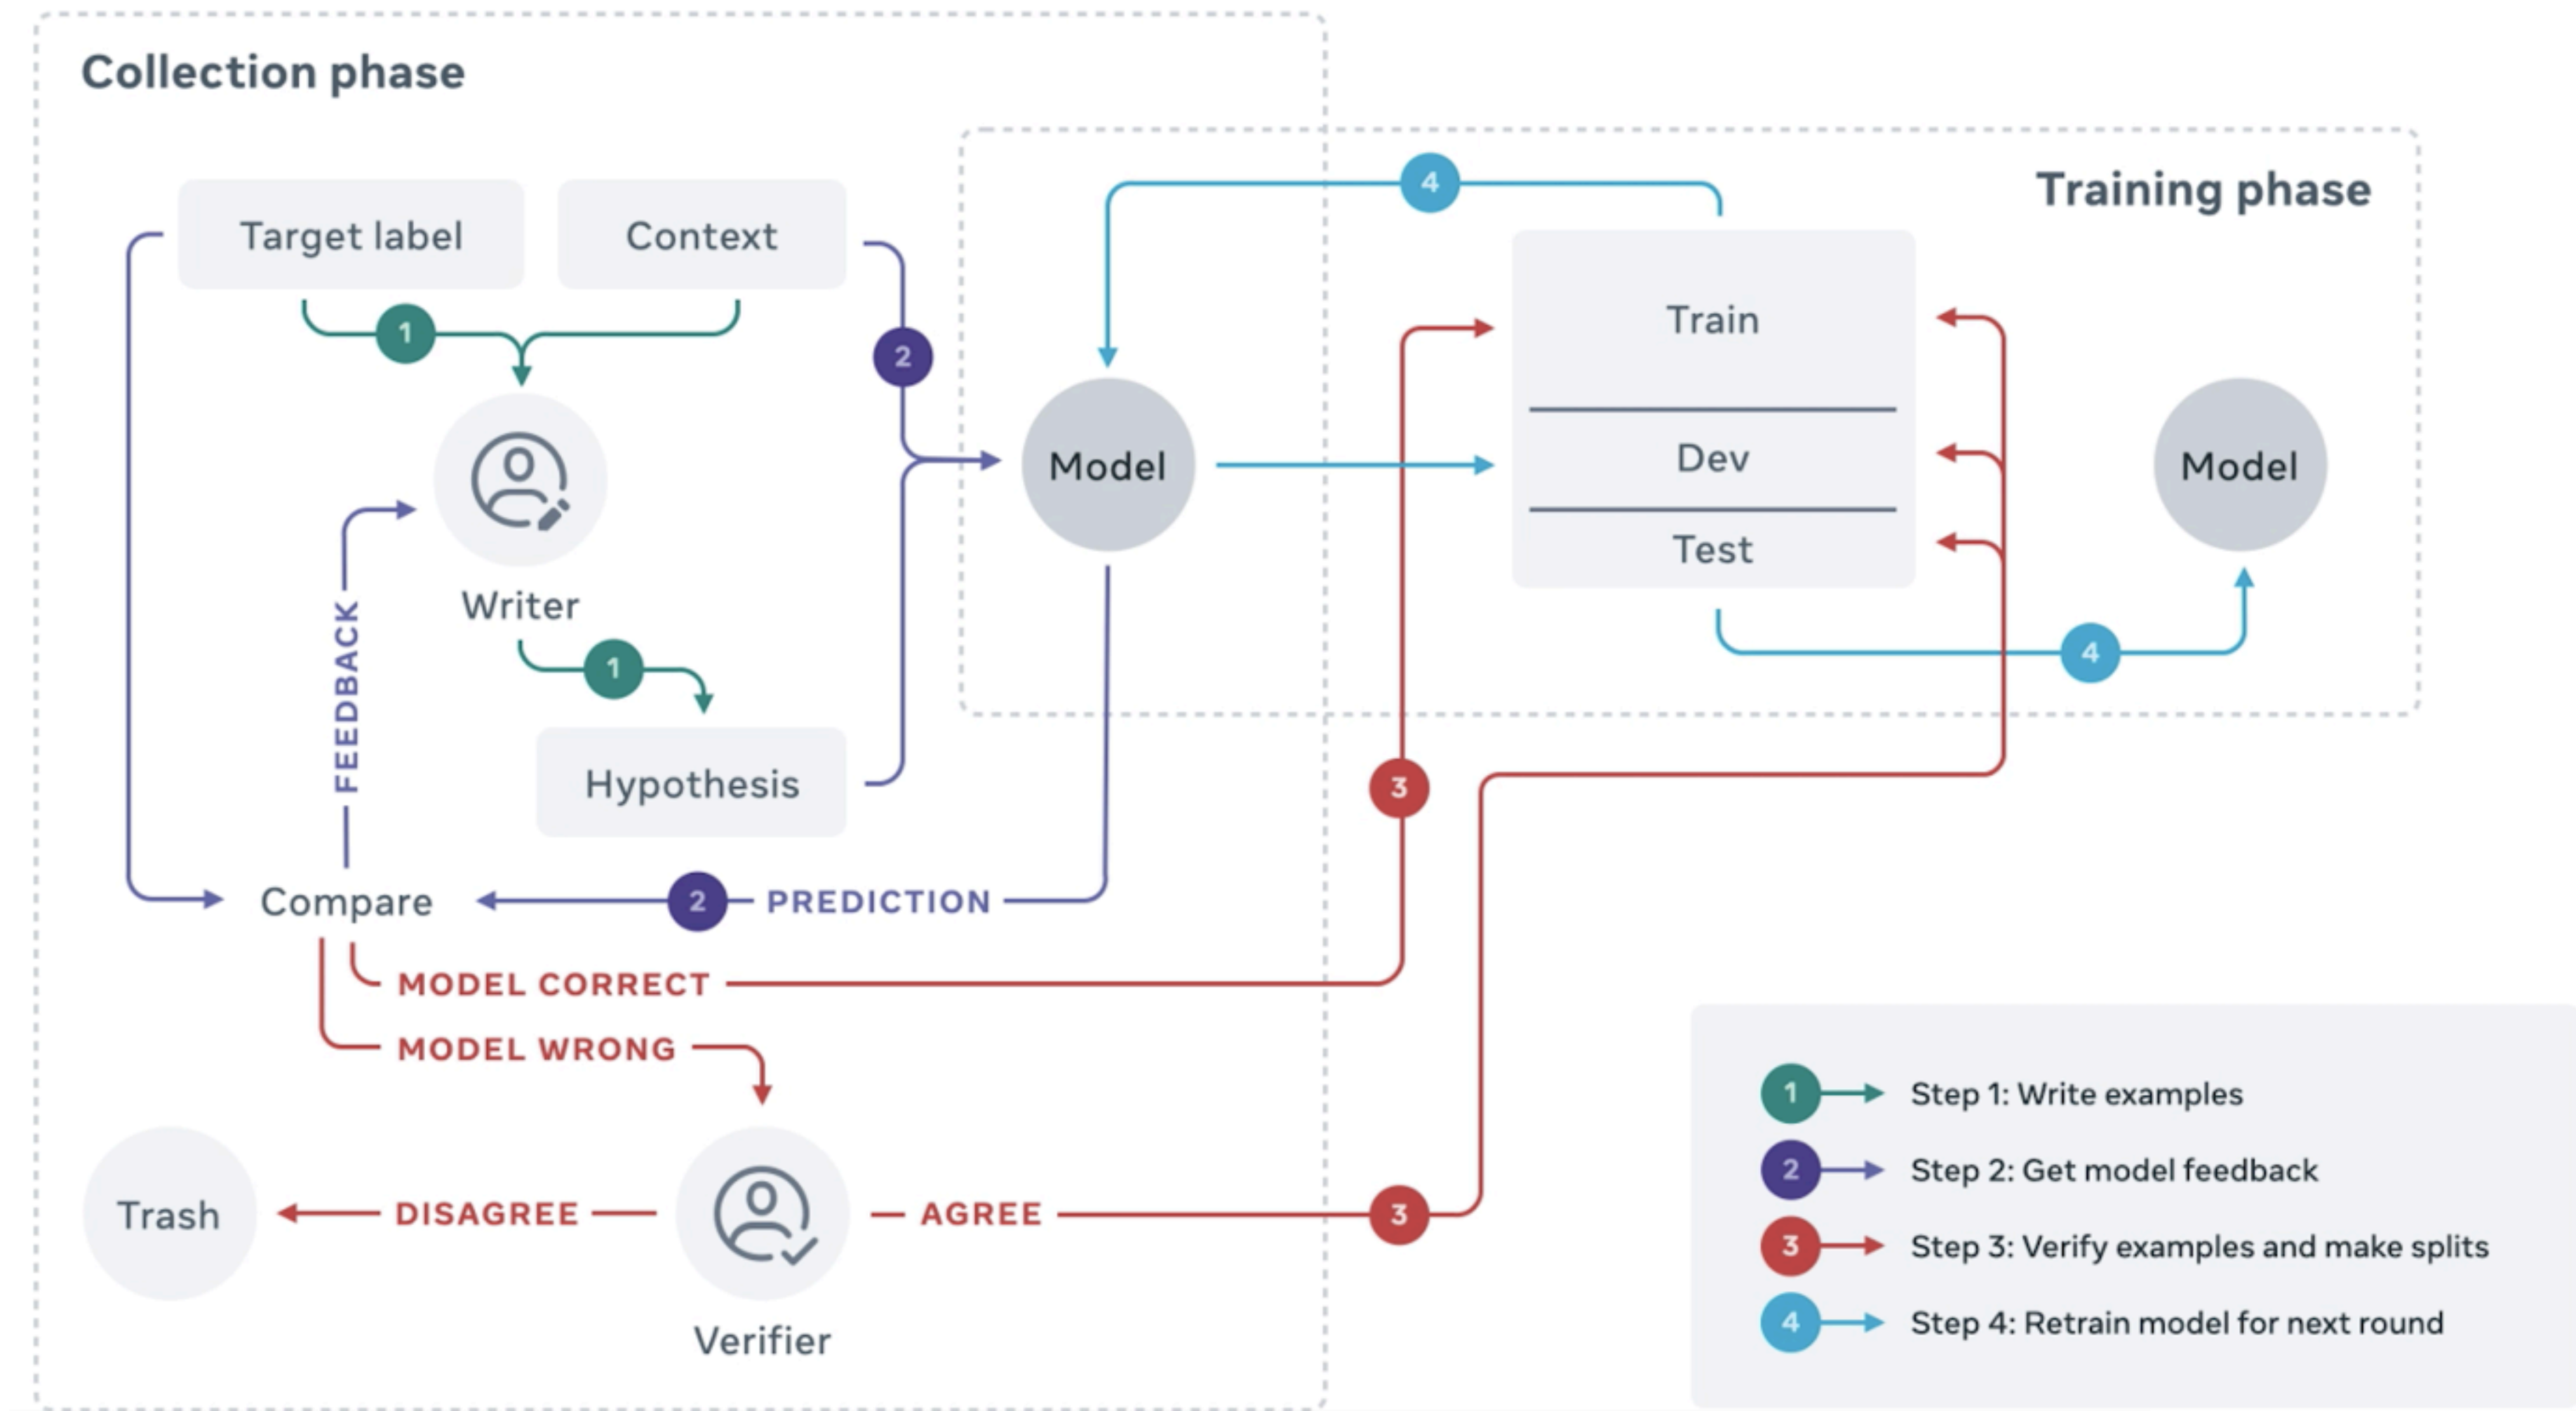 Collection phase
Training phase
Target label
Context
1
2
4
Train
Dev
Test
Model
Model
4
Writer
1
FEEDBACK
Hypothesis
3
Compare
2
PREDICTION
MODEL CORRECT
MODEL WRONG
Trash
DISAGREE
AGREE
3
Verifier
1 Step 1: Write examples
2 Step 2: Get model feedback
3 Step 3: Verify examples and make splits
4 Step 4: Retrain model for next round